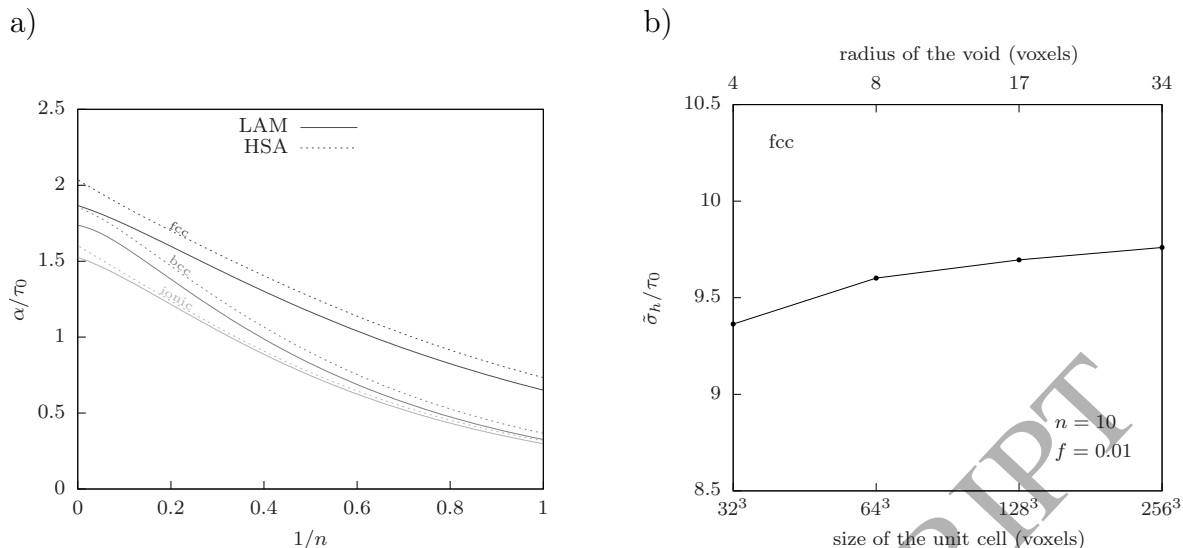 a)
2.5
2
1.5
1
0.5
0
α/τ0
LAM
HSA
fcc
bcc
ionic
0 0.2 0.4 0.6 0.8 1
1/n
b)
radius of the void (voxels)
4 8 17 34
10.5
10
9.5
9
8.5
σ̃h/τ0
fcc
n = 10
f = 0.01
RIPT
32³ 64³ 128³ 256³
size of the unit cell (voxels)